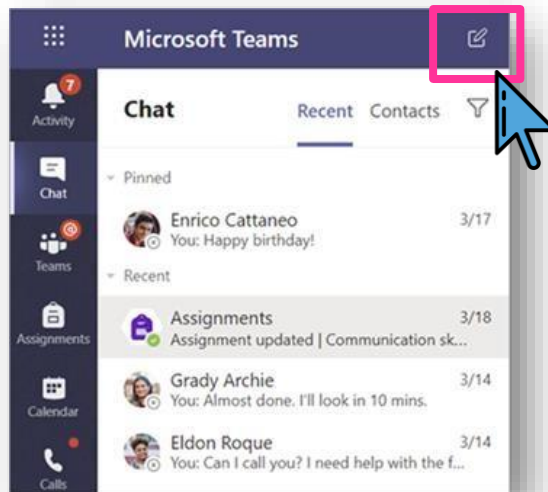 Microsoft Teams
7
Activity
Chat
Teams
Assignments
Calendar
Calls
Chat Recent Contacts
Pinned
Enrico Cattaneo 3/17
You: Happy birthday!
Recent
Assignments 3/18
Assignment updated | Communication sk...
Grady Archie 3/14
You: Almost done. I'll look in 10 mins.
Eldon Roque 3/14
You: Can I call you? I need help with the f...